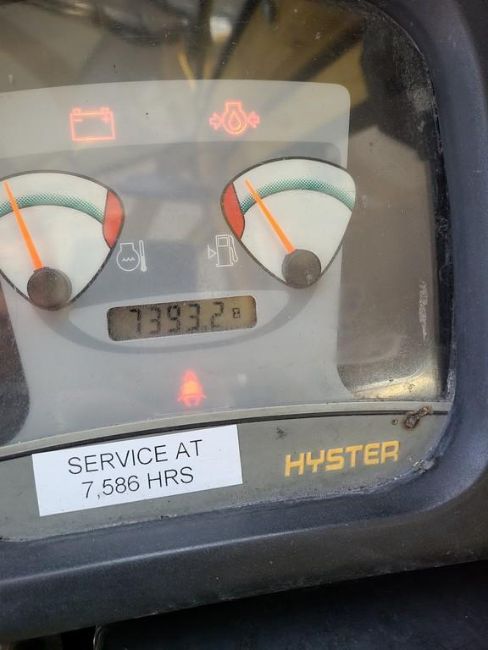 7393.2
SERVICE AT
7,586 HRS
HYSTER